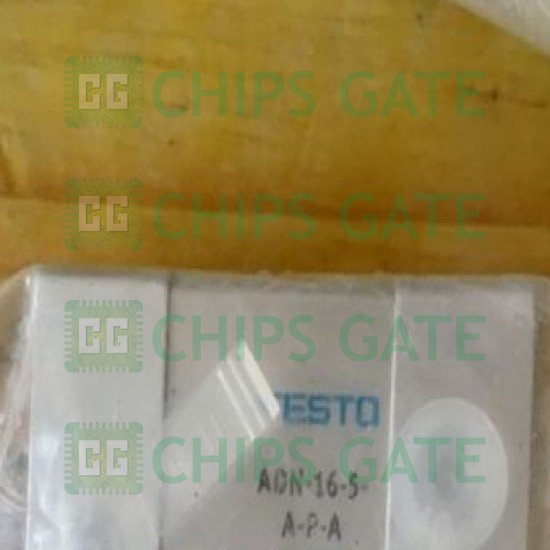 CG CHIPS GATE
CG CHIPS GATE
CG CHIPS GATE
FESTO
CG CHIPS GATE
ADN-16-5-
A-P-A